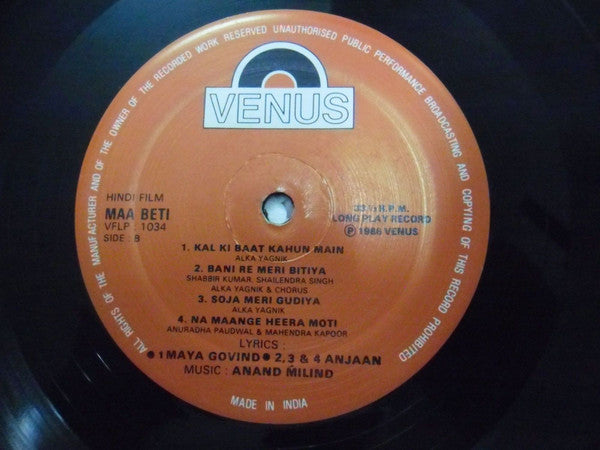 ALL RIGHTS OF THE MANUFACTURER AND OF THE OWNER OF THE RECORDED WORK RESERVED UNAUTHORISED PUBLIC PERFORMANCE BROADCASTING AND COPYING OF THIS RECORD PROHIBITED
VENUS
HINDI FILM
MAA BETI
VFLP 1034
SIDE : B
33 ⅓ R.P.M.
LONG PLAY RECORD
℗ 1986 VENUS
1. KAL KI BAAT KAHUN MAIN
ALKA YAGNIK
2. BANI RE MERI BITIYA
SHABBIR KUMAR, SHAILENDRA SINGH
ALKA YAGNIK & CHORUS
3. SOJA MERI GUDIYA
ALKA YAGNIK
4. NA MAANGE HEERA MOTI
ANURADHA PAUDWAL & MAHENDRA KAPOOR
LYRICS :
● 1 MAYA GOVIND ● 2, 3 & 4 ANJAAN
MUSIC : ANAND MILIND
MADE IN INDIA